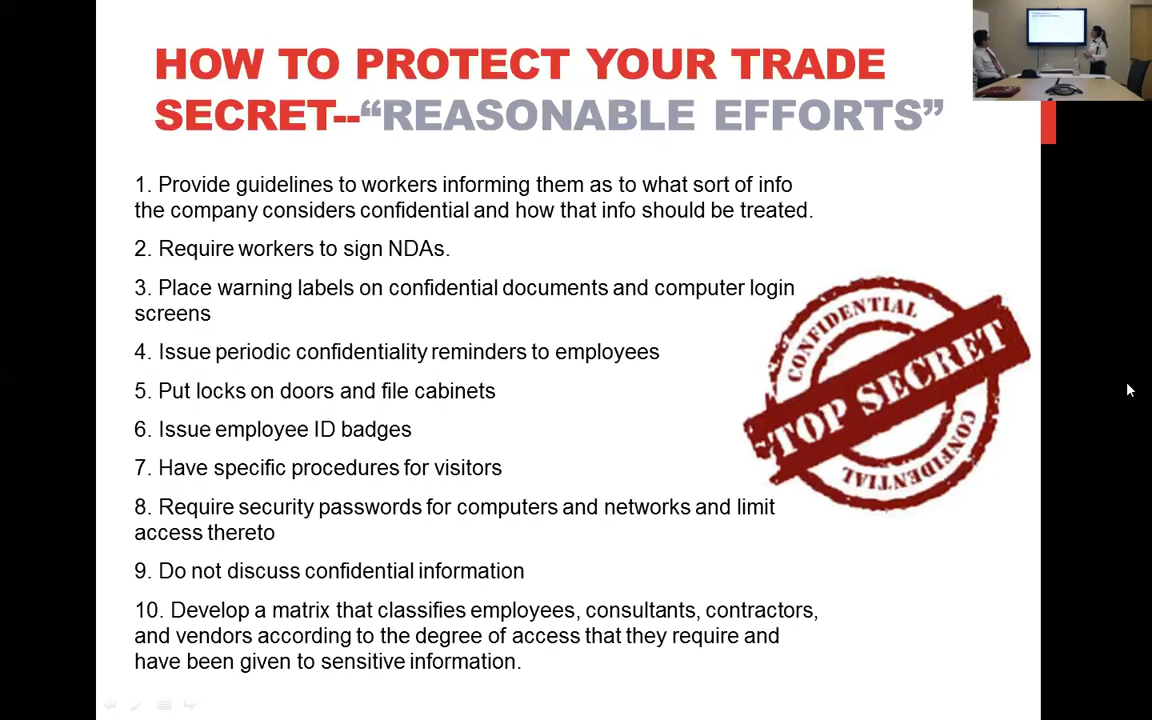 HOW TO PROTECT YOUR TRADE
SECRET--“REASONABLE EFFORTS”
1. Provide guidelines to workers informing them as to what sort of info
the company considers confidential and how that info should be treated.
2. Require workers to sign NDAs.
3. Place warning labels on confidential documents and computer login
screens
4. Issue periodic confidentiality reminders to employees
5. Put locks on doors and file cabinets
6. Issue employee ID badges
7. Have specific procedures for visitors
8. Require security passwords for computers and networks and limit
access thereto
9. Do not discuss confidential information
10. Develop a matrix that classifies employees, consultants, contractors,
and vendors according to the degree of access that they require and
have been given to sensitive information.
CONFIDENTIAL
TOP SECRET
CONFIDENTIAL